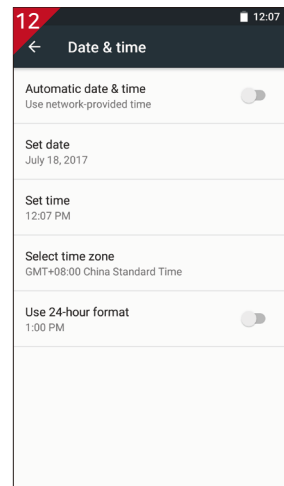 12
12:07
Date & time
Automatic date & time
Use network-provided time
Set date
July 18, 2017
Set time
12:07 PM
Select time zone
GMT+08:00 China Standard Time
Use 24-hour format
1:00 PM